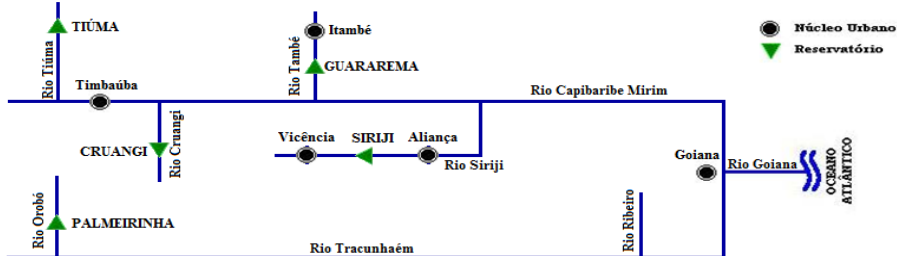 TIÚMA
Itambé
Núcleo Urbano
Reservatório
Rio Tiúma
Rio També
GUARAREMA
Timbaúba
Rio Capibaribe Mirim
CRUANGI
Rio Cruangi
Vicência
SIRIJI
Aliança
Rio Siriji
Goiana
Rio Goiana
OCEANO
ATLÂNTICO
Rio Orobó
PALMEIRINHA
Rio Ribeiro
Rio Tracunhaém